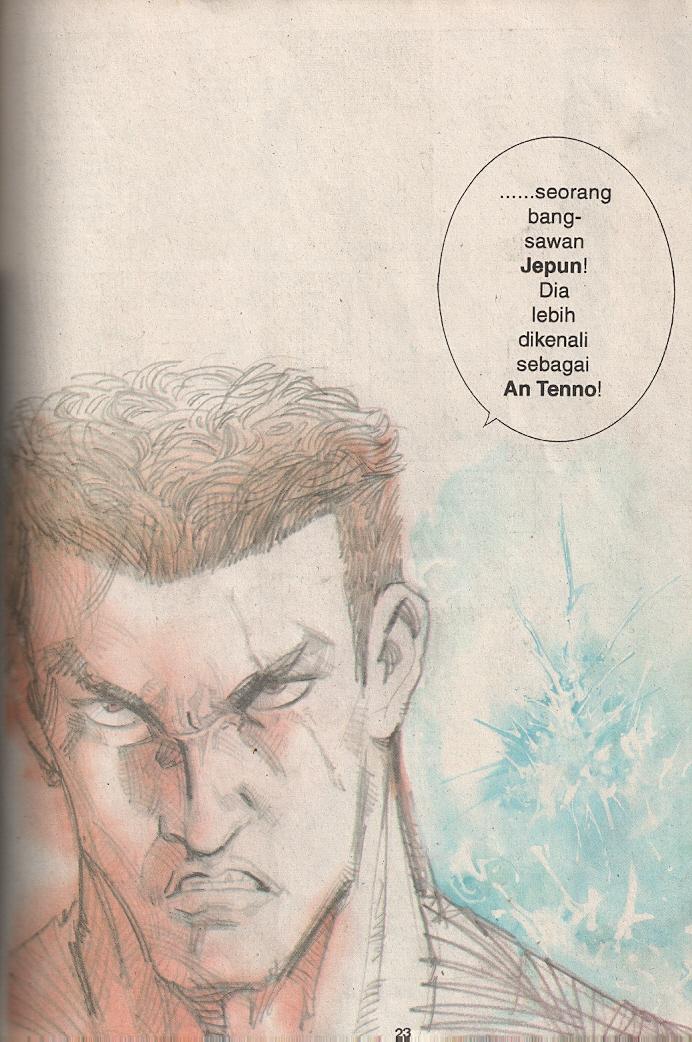 ......seorang
bang-
sawan
Jepun!
Dia
lebih
dikenali
sebagai
An Tenno!
23